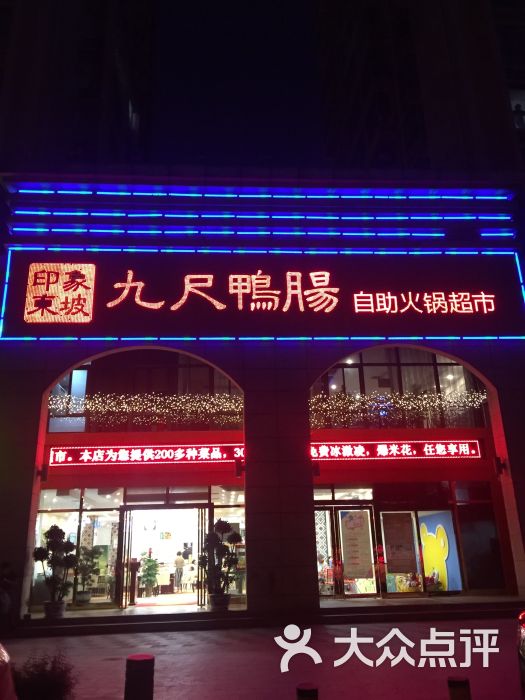 印象
東坡
九尺鴨腸
自助火锅超市
市。本店为您提供200多种菜品，30
免费冰激凌，爆米花，任您享用。
大众点评